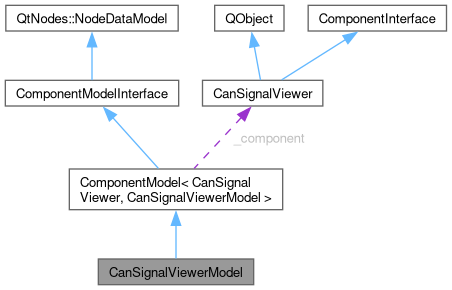 QtNodes::NodeDataModel
QObject
ComponentInterface
ComponentModelInterface
CanSignalViewer
_component
ComponentModel< CanSignal
Viewer, CanSignalViewerModel >
CanSignalViewerModel